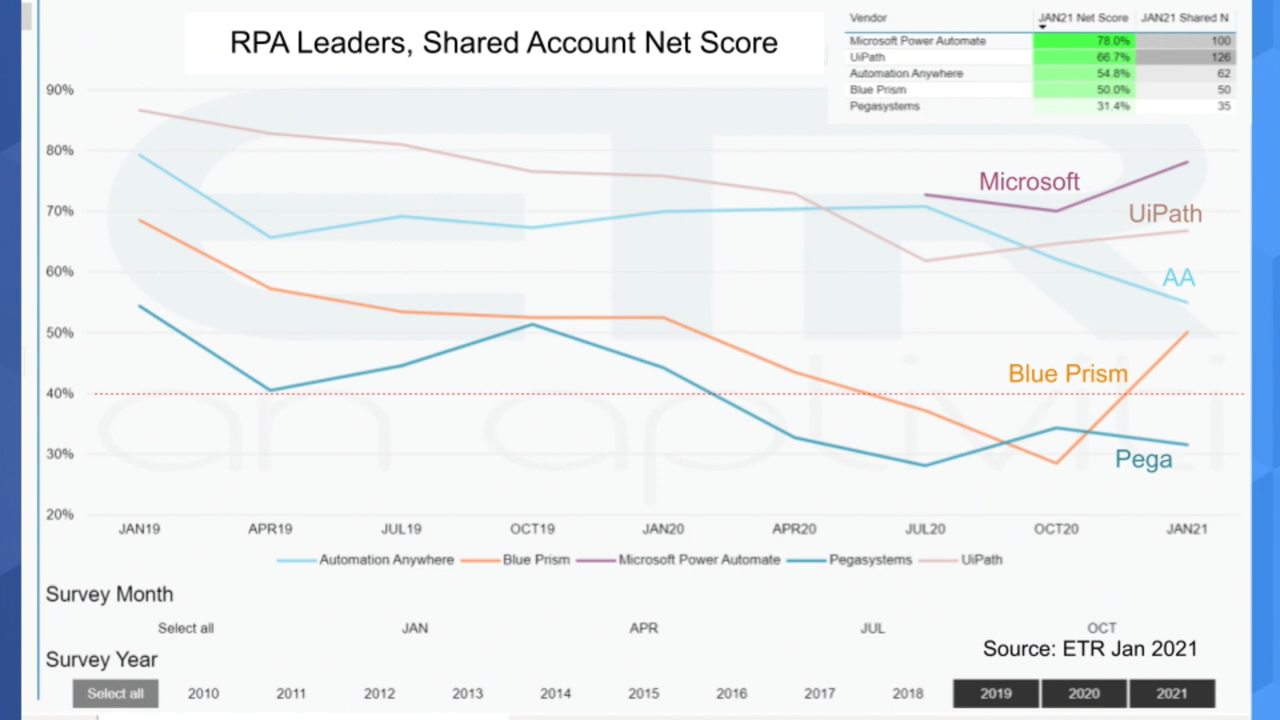 RPA Leaders, Shared Account Net Score
Vendor JAN21 Net Score JAN21 Shared N
Microsoft Power Automate 78.0% 100
UiPath 66.7% 126
Automation Anywhere 54.8% 62
Blue Prism 50.0% 50
Pegasystems 31.4% 35
90%
80%
70%
60%
50%
40%
30%
20%
Microsoft
UiPath
AA
Blue Prism
Pega
ETR
an aptiviti
JAN19 APR19 JUL19 OCT19 JAN20 APR20 JUL20 OCT20 JAN21
Automation Anywhere Blue Prism Microsoft Power Automate Pegasystems UiPath
Survey Month
Select all JAN APR JUL OCT
Source: ETR Jan 2021
Survey Year
Select all 2010 2011 2012 2013 2014 2015 2016 2017 2018 2019 2020 2021